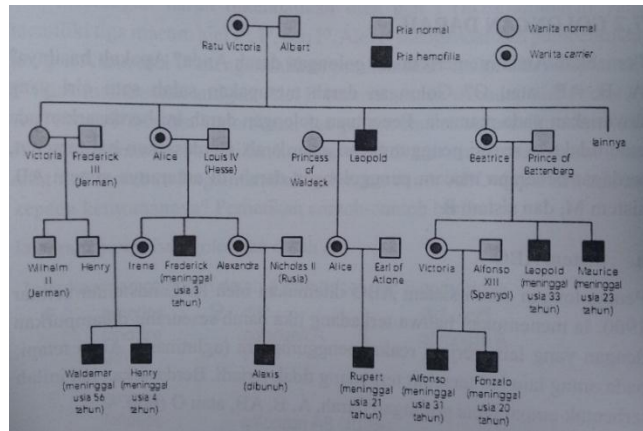 Ratu Victoria
Albert
Pria normal
Wanita normal
Pria hemofilia
Wanita carrier
Victoria
Frederick
III
(Jerman)
Alice
Louis IV
(Hesse)
Princess
of
Waldeck
Leopold
Beatrice
Prince of
Battenberg
lainnya
Wilhelm
II
(Jerman)
Henry
Irene
Frederick
(meninggal
usia 3
tahun)
Alexandra
Nicholas II
(Rusia)
Alice
Earl of
Atlone
Victoria
Alfonso
XIII
(Spanyol)
Leopold
(meninggal
usia 33
tahun)
Maurice
(meninggal
usia 23
tahun)
Waldemar
(meninggal
usia 56
tahun)
Henry
(meninggal
usia 4
tahun)
Alexis
(dibunuh)
Rupert
(meninggal
usia 21
tahun)
Alfonso
(meninggal
usia 31
tahun)
Fonzalo
(meninggal
usia 20
tahun)